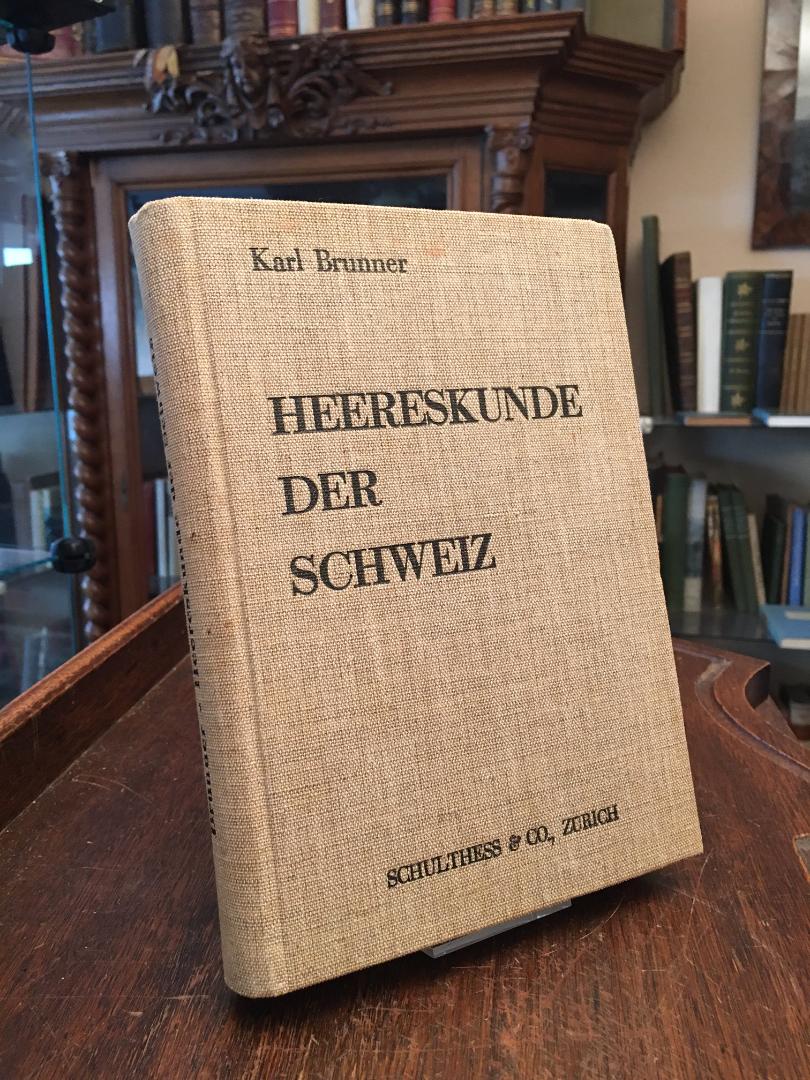 Karl Brunner
HEERESKUNDE
DER
SCHWEIZ
SCHULTHESS & CO., ZÜRICH